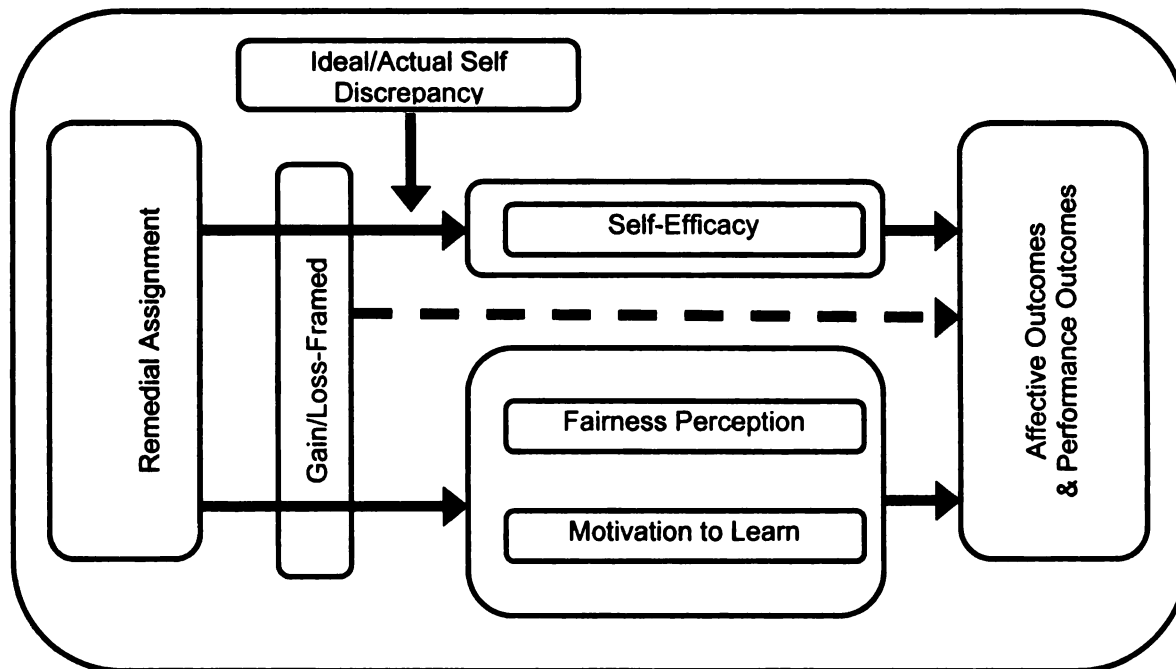 Ideal/Actual Self
Discrepancy
Remedial Assignment
Gain/Loss-Framed
Self-Efficacy
Fairness Perception
Motivation to Learn
Affective Outcomes
& Performance Outcomes